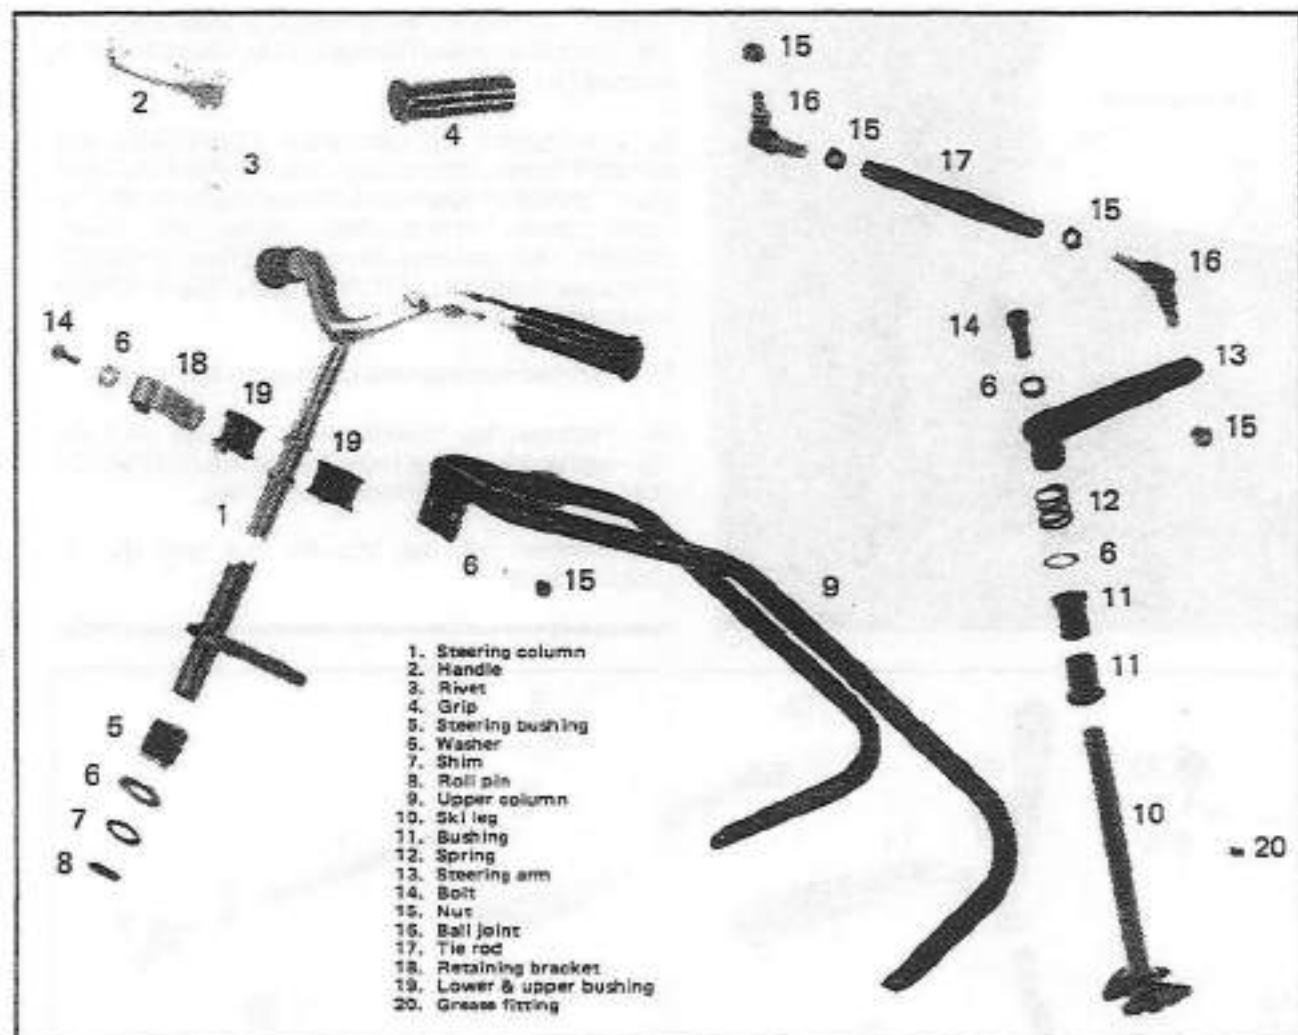 15
2
4
16
15
17
3
15
16
14
14
6
18
13
6
19
15
19
12
1
6
6
15
9
11
11
1. Steering column
2. Handle
3. Rivet
4. Grip
5. Steering bushing
6. Washer
7. Shim
8. Roll pin
9. Upper column
10. Ski leg
11. Bushing
12. Spring
13. Steering arm
14. Bolt
15. Nut
16. Ball joint
17. Tie rod
18. Retaining bracket
19. Lower & upper bushing
20. Grease fitting
5
6
7
8
10
20